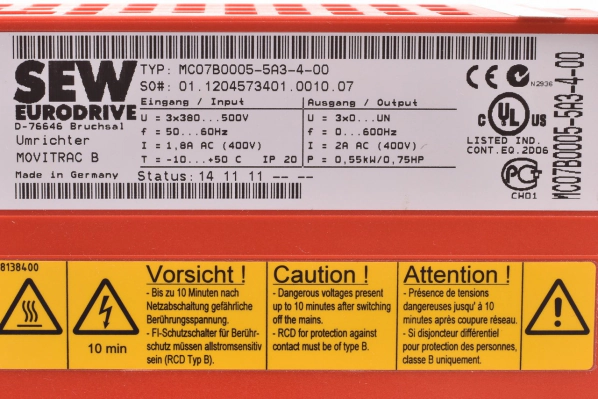 SEW
EURODRIVE
D-76646 Bruchsal
Umrichter
MOVITRAC B
Made in Germany
TYP: MC07B0005-5A3-4-00
SO#: 01.1204573401.0010.07
Eingang / Input
U = 3x380...500V
f = 50...60Hz
I = 1,8A AC (400V)
T = -10...+50 C IP 20
Ausgang / Output
U = 3x0...UN
f = 0...600Hz
I = 2A AC (400V)
P = 0,55kW/0,75HP
Status: 14 11 11 -- -- --
CE
N2936
C UL US
LISTED IND.
CONT.EQ.2D06
PCT
CH01
MC07B0005-5A3-4-00
8138400
10 min
Vorsicht !
- Bis zu 10 Minuten nach
Netzabschaltung gefährliche
Berührungsspannung.
- FI-Schutzschalter für Berühr-
schutz müssen allstromsensitiv
sein (RCD Typ B).
Caution !
- Dangerous voltages present
up to 10 minutes after switching
off the mains.
- RCD for protection against
contact must be of type B.
Attention !
- Présence de tensions
dangereuses jusqu' à 10
minutes après coupure réseau.
- Si disjoncteur différentiel
pour protection des personnes,
classe B uniquement.